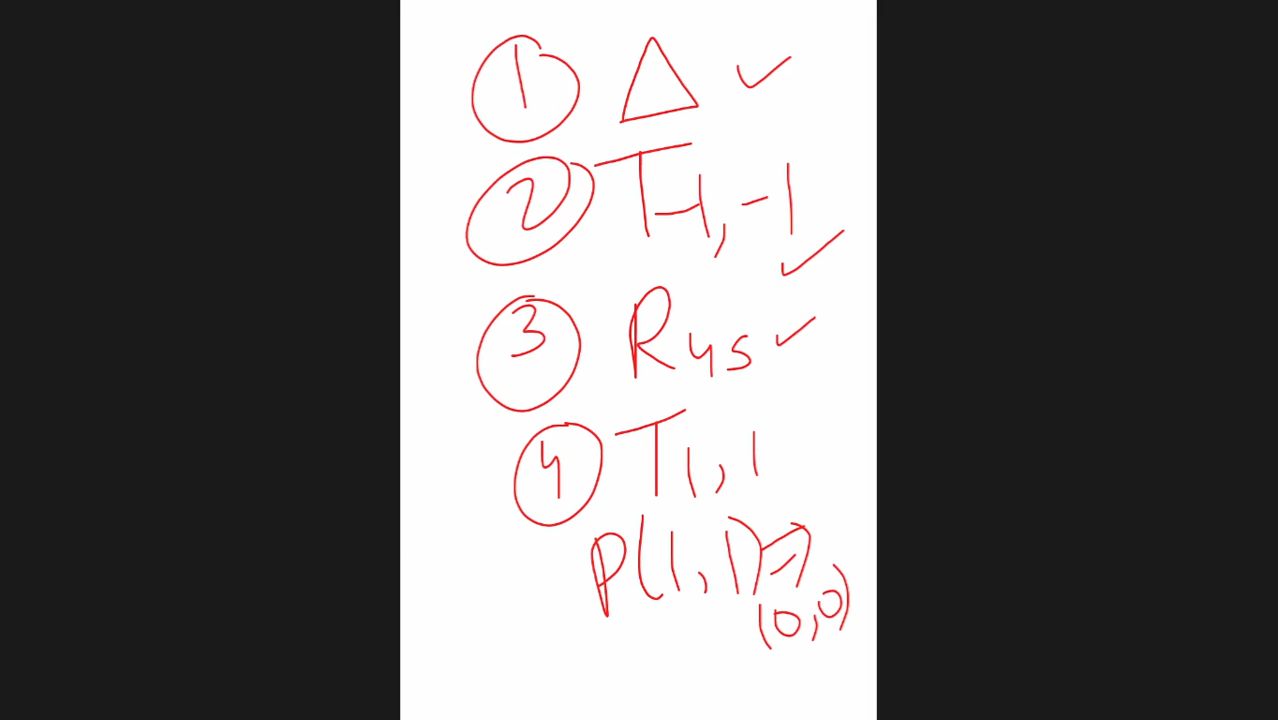 ① △ ✓
② T-1, -1 ✓
③ R45 ✓
④ T1, 1
P(1, 1)
(0,0)